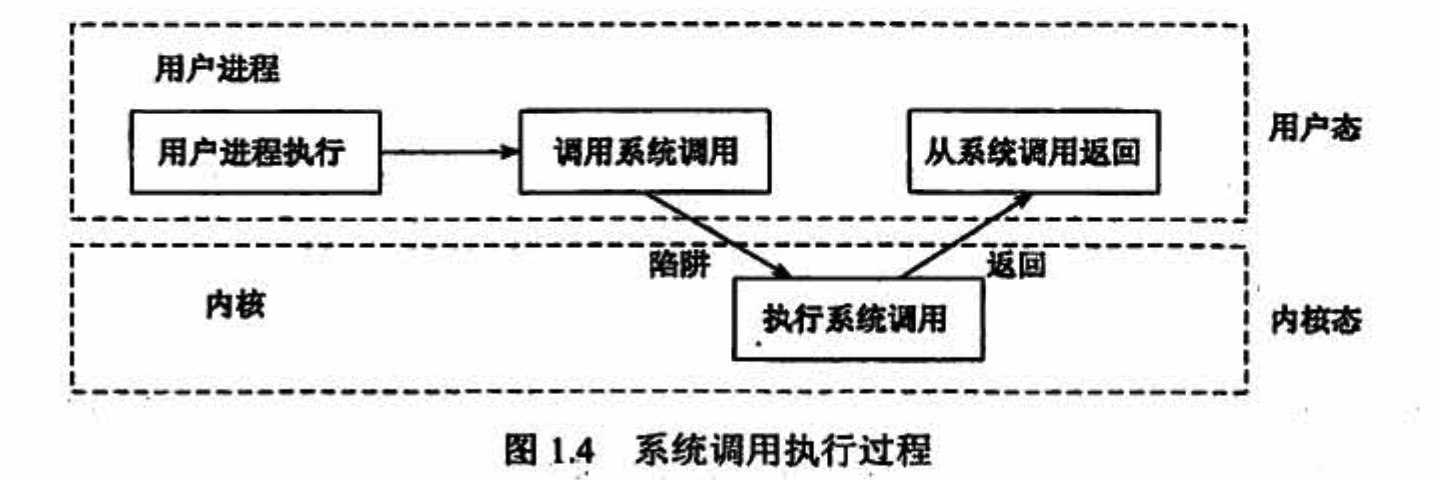 用户进程
用户进程执行
调用系统调用
从系统调用返回
用户态
陷阱
返回
内核
执行系统调用
内核态
图 1.4 系统调用执行过程